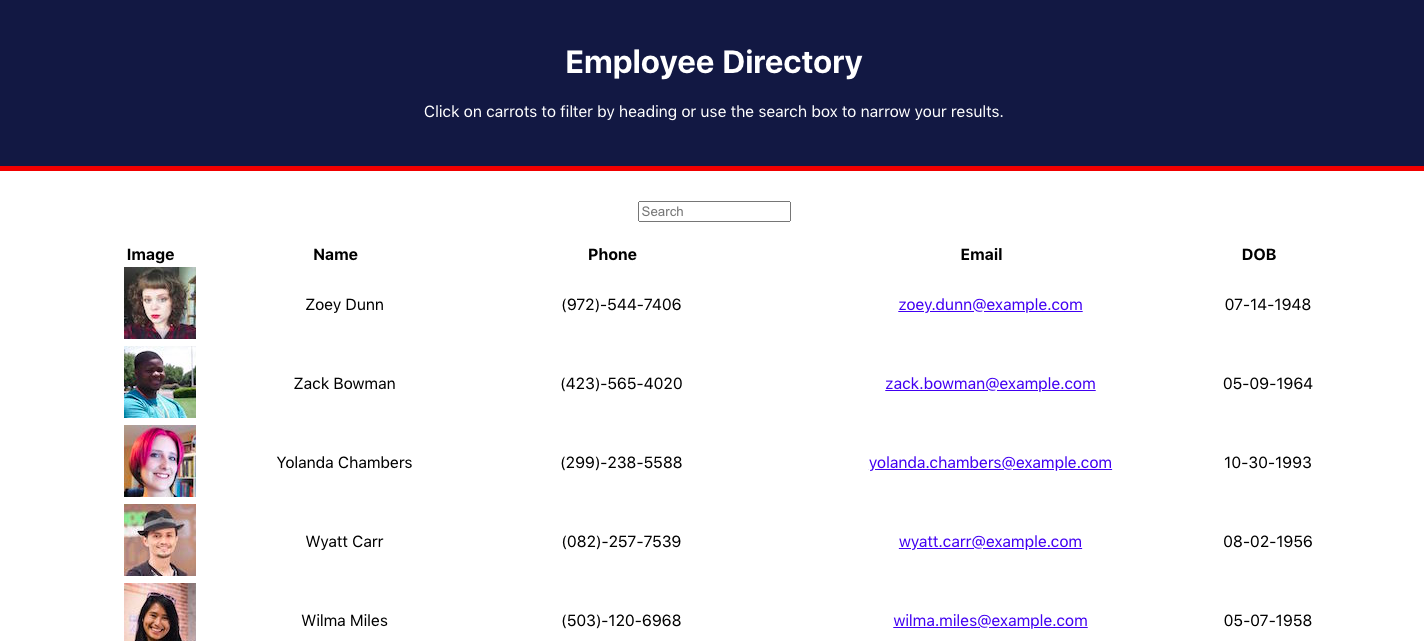 Employee Directory
Click on carrots to filter by heading or use the search box to narrow your results.
Search
Image Name Phone Email DOB
Zoey Dunn (972)-544-7406 zoey.dunn@example.com 07-14-1948
Zack Bowman (423)-565-4020 zack.bowman@example.com 05-09-1964
Yolanda Chambers (299)-238-5588 yolanda.chambers@example.com 10-30-1993
Wyatt Carr (082)-257-7539 wyatt.carr@example.com 08-02-1956
Wilma Miles (503)-120-6968 wilma.miles@example.com 05-07-1958